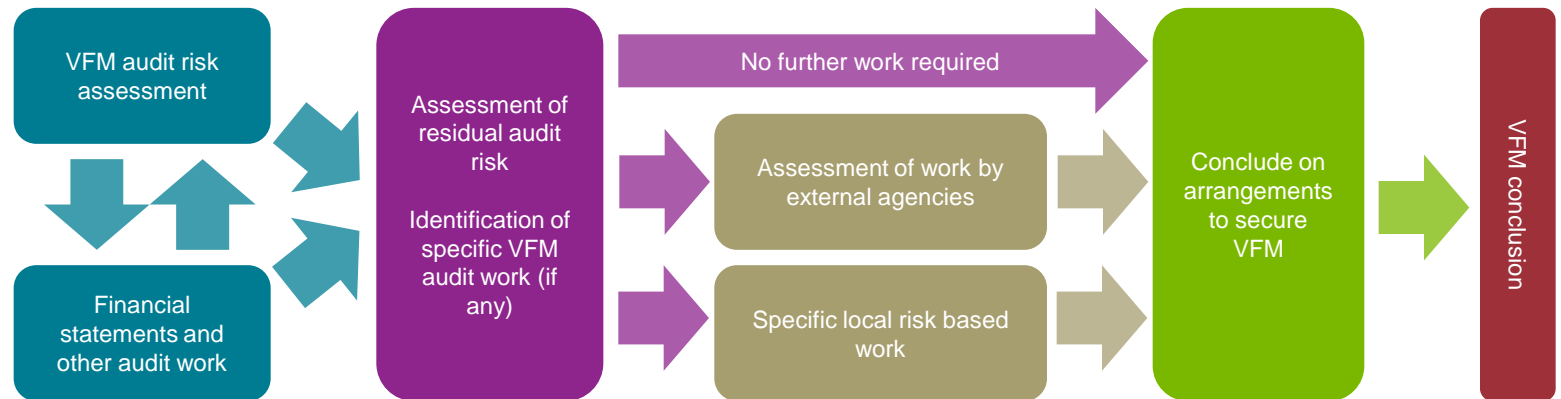 VFM audit risk
assessment
Financial
statements and
other audit work
Assessment of
residual audit
risk
Identification of
specific VFM
audit work (if
any)
No further work required
Assessment of work by
external agencies
Specific local risk based
work
Conclude on
arrangements
to secure
VFM
VFM conclusion